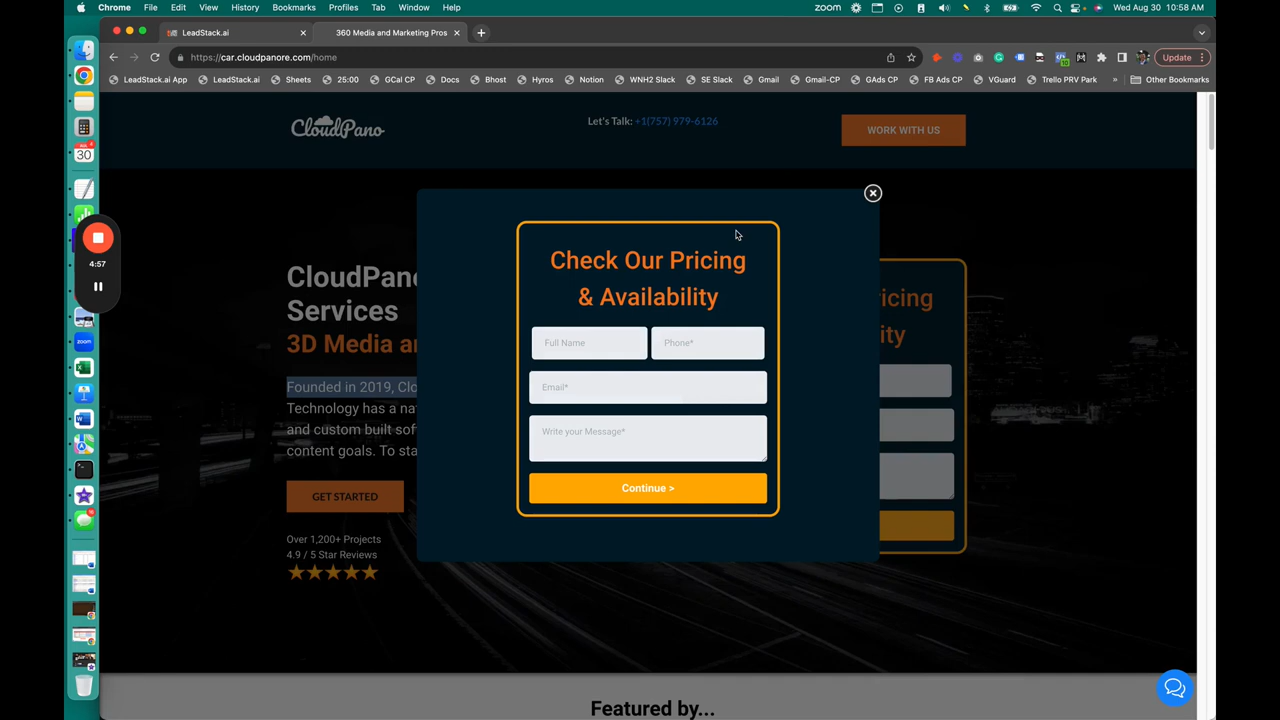 Chrome File Edit View History Bookmarks Profiles Tab Window Help
zoom Wed Aug 30 10:58 AM
LeadStack.ai
360 Media and Marketing Pros
https://car.cloudpanore.com/home
Update
LeadStack.ai App LeadStack.ai Sheets 25:00 GCal CP Docs Bhost Hyros Notion WNH2 Slack SE Slack Gmail Gmail-CP GAds CP FB Ads CP VGuard Trello PRV Park » Other Bookmarks
CloudPano
Let's Talk: +1(757) 979-6126
WORK WITH US
4:57
30
Check Our Pricing
& Availability
Full Name
Phone*
Email*
Write your Message*
Continue >
CloudPano
Services
3D Media a
Founded in 2019, Clo
Technology has a na
and custom built sof
content goals. To sta
GET STARTED
Over 1,200+ Projects
4.9 / 5 Star Reviews
ricing
ity
zoom
Featured by...